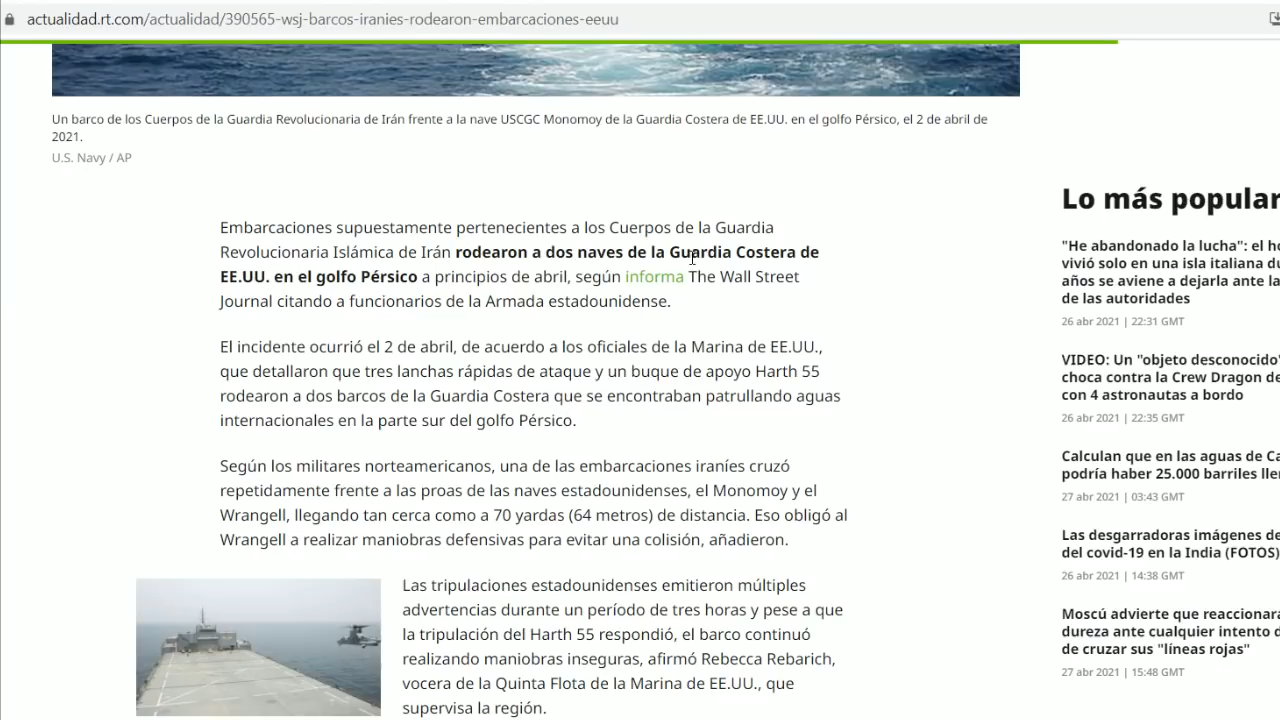 actualidad.rt.com/actualidad/390565-wsj-barcos-iranies-rodearon-embarcaciones-eeuu
Un barco de los Cuerpos de la Guardia Revolucionaria de Irán frente a la nave USCGC Monomoy de la Guardia Costera de EE.UU. en el golfo Pérsico, el 2 de abril de
2021.
U.S. Navy / AP
Embarcaciones supuestamente pertenecientes a los Cuerpos de la Guardia
Revolucionaria Islámica de Irán rodearon a dos naves de la Guardia Costera de
EE.UU. en el golfo Pérsico a principios de abril, según informa The Wall Street
Journal citando a funcionarios de la Armada estadounidense.
El incidente ocurrió el 2 de abril, de acuerdo a los oficiales de la Marina de EE.UU.,
que detallaron que tres lanchas rápidas de ataque y un buque de apoyo Harth 55
rodearon a dos barcos de la Guardia Costera que se encontraban patrullando aguas
internacionales en la parte sur del golfo Pérsico.
Según los militares norteamericanos, una de las embarcaciones iraníes cruzó
repetidamente frente a las proas de las naves estadounidenses, el Monomoy y el
Wrangell, llegando tan cerca como a 70 yardas (64 metros) de distancia. Eso obligó al
Wrangell a realizar maniobras defensivas para evitar una colisión, añadieron.
Las tripulaciones estadounidenses emitieron múltiples
advertencias durante un período de tres horas y pese a que
la tripulación del Harth 55 respondió, el barco continuó
realizando maniobras inseguras, afirmó Rebecca Rebarich,
vocera de la Quinta Flota de la Marina de EE.UU., que
supervisa la región.
Lo más popular
"He abandonado la lucha": el ho
vivió solo en una isla italiana du
años se aviene a dejarla ante la
de las autoridades
26 abr 2021 | 22:31 GMT
VIDEO: Un "objeto desconocido"
choca contra la Crew Dragon de
con 4 astronautas a bordo
26 abr 2021 | 22:35 GMT
Calculan que en las aguas de Ca
podría haber 25.000 barriles lle
27 abr 2021 | 03:43 GMT
Las desgarradoras imágenes de
del covid-19 en la India (FOTOS)
26 abr 2021 | 14:38 GMT
Moscú advierte que reaccionará
dureza ante cualquier intento d
de cruzar sus "líneas rojas"
27 abr 2021 | 15:48 GMT